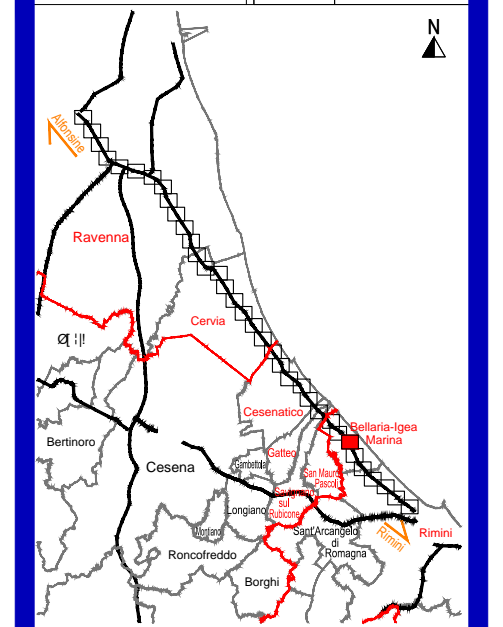 N
Alfonsine
Ravenna
Cervia
Cesenatico
Bellaria-Igea
Marina
Bertinoro
Gatteo
Gambettola
San Mauro
Pascoli
Cesena
sul
Rubicone
Longiano
Montiano
Sant'Arcangelo
di
Romagna
Rimini
Rimini
Roncofreddo
Borghi